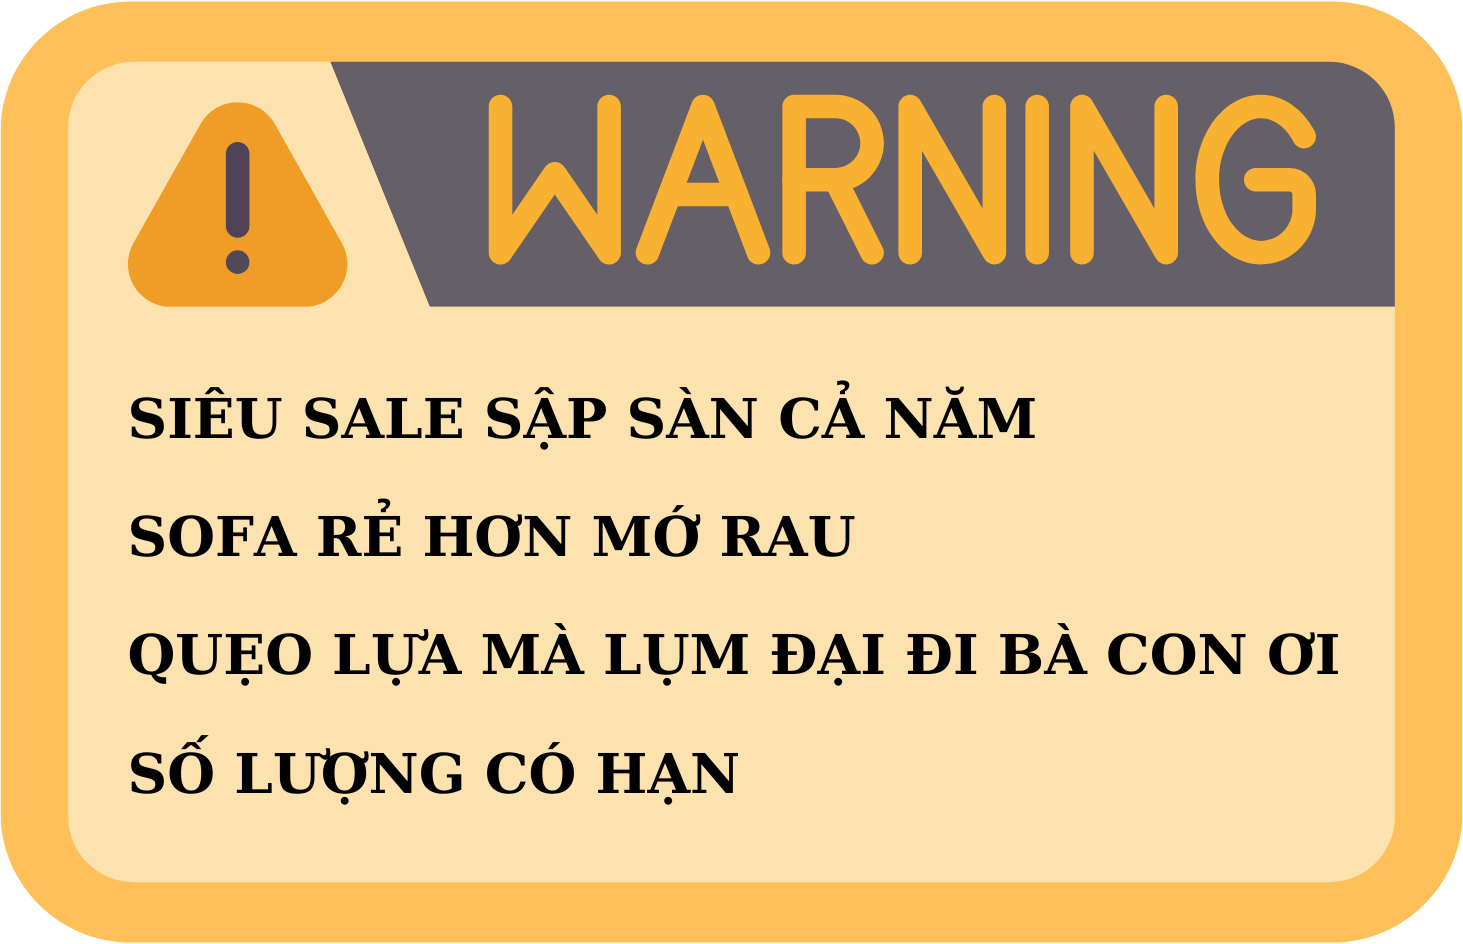 WARNING
SIÊU SALE SẬP SÀN CẢ NĂM
SOFA RẺ HƠN MỚ RAU
QUẸO LỰA MÀ LỤM ĐẠI ĐI BÀ CON ƠI
SỐ LƯỢNG CÓ HẠN